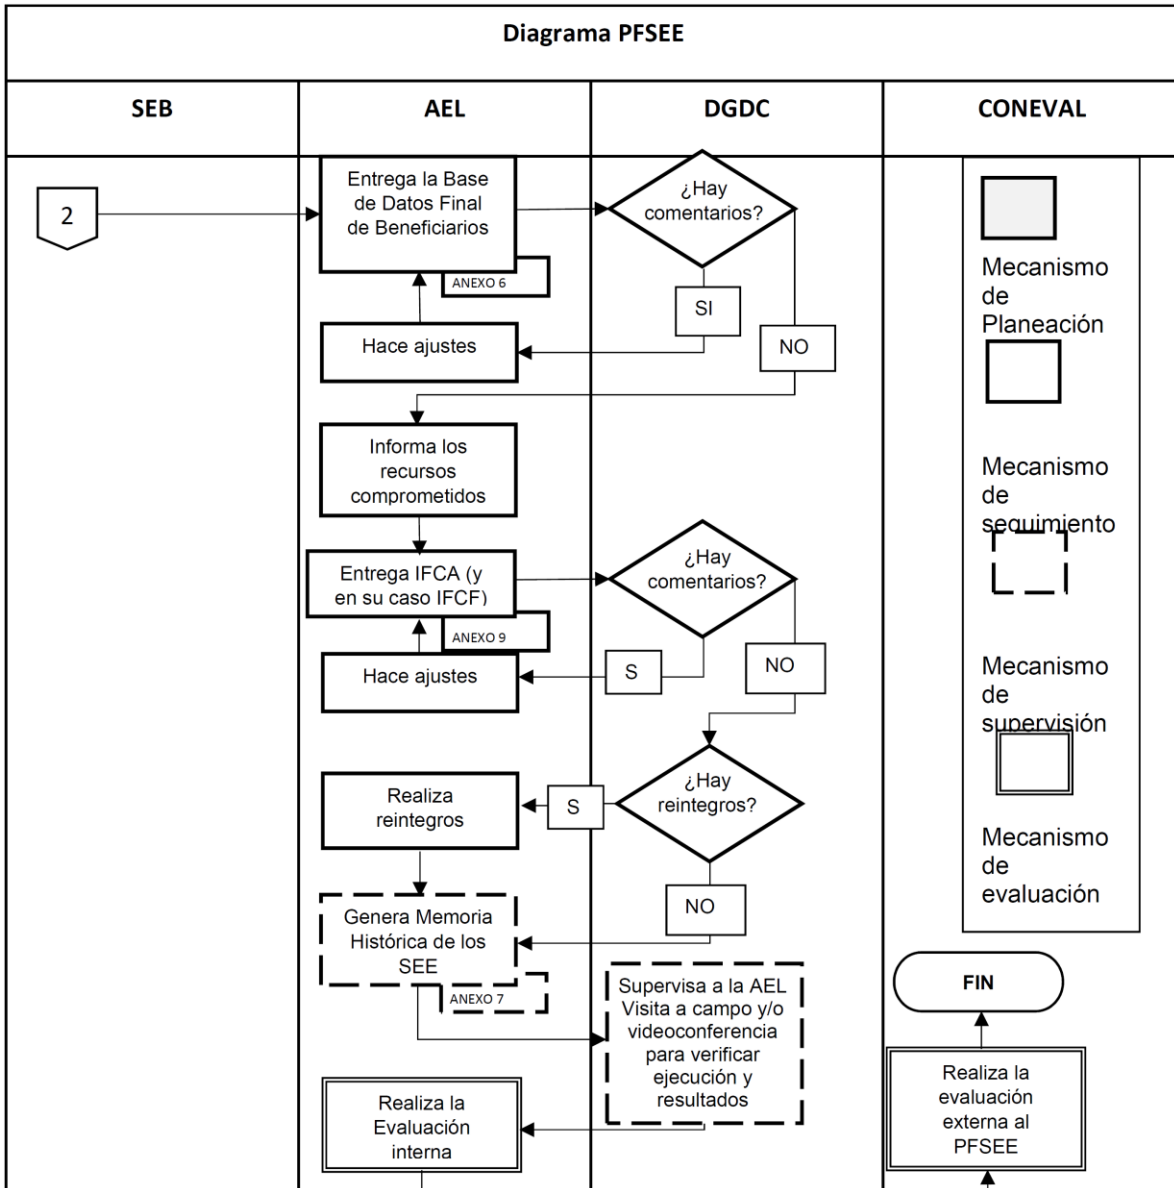 Diagrama PFSEE
SEB
AEL
DGDC
CONEVAL
2
Entrega la Base
de Datos Final
de Beneficiarios
ANEXO 6
¿Hay
comentarios?
SI
NO
Hace ajustes
Informa los
recursos
comprometidos
Entrega IFCA (y
en su caso IFCF)
ANEXO 9
¿Hay
comentarios?
S
NO
Hace ajustes
¿Hay
reintegros?
S
NO
Realiza
reintegros
Genera Memoria
Histórica de los
SEE
ANEXO 7
Supervisa a la AEL
Visita a campo y/o
videoconferencia
para verificar
ejecución y
resultados
Realiza la
Evaluación
interna
Mecanismo
de
Planeación
Mecanismo
de
seguimiento
Mecanismo
de
supervisión
Mecanismo
de
evaluación
FIN
Realiza la
evaluación
externa al
PFSEE